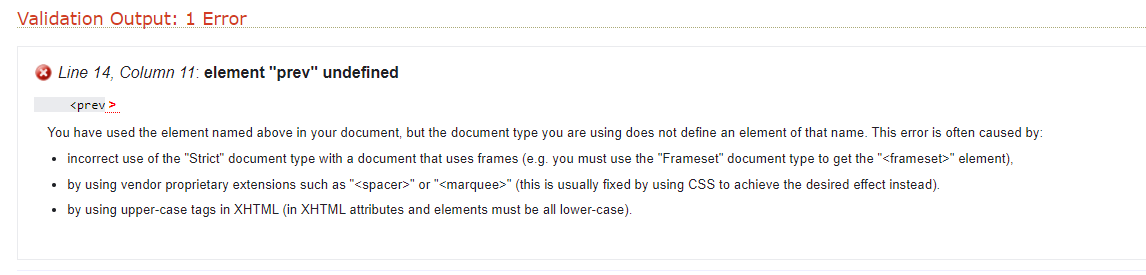 Validation Output: 1 Error
Line 14, Column 11: element "prev" undefined
<prev>
You have used the element named above in your document, but the document type you are using does not define an element of that name. This error is often caused by:
• incorrect use of the "Strict" document type with a document that uses frames (e.g. you must use the "Frameset" document type to get the "<frameset>" element),
• by using vendor proprietary extensions such as "<spacer>" or "<marquee>" (this is usually fixed by using CSS to achieve the desired effect instead).
• by using upper-case tags in XHTML (in XHTML attributes and elements must be all lower-case).